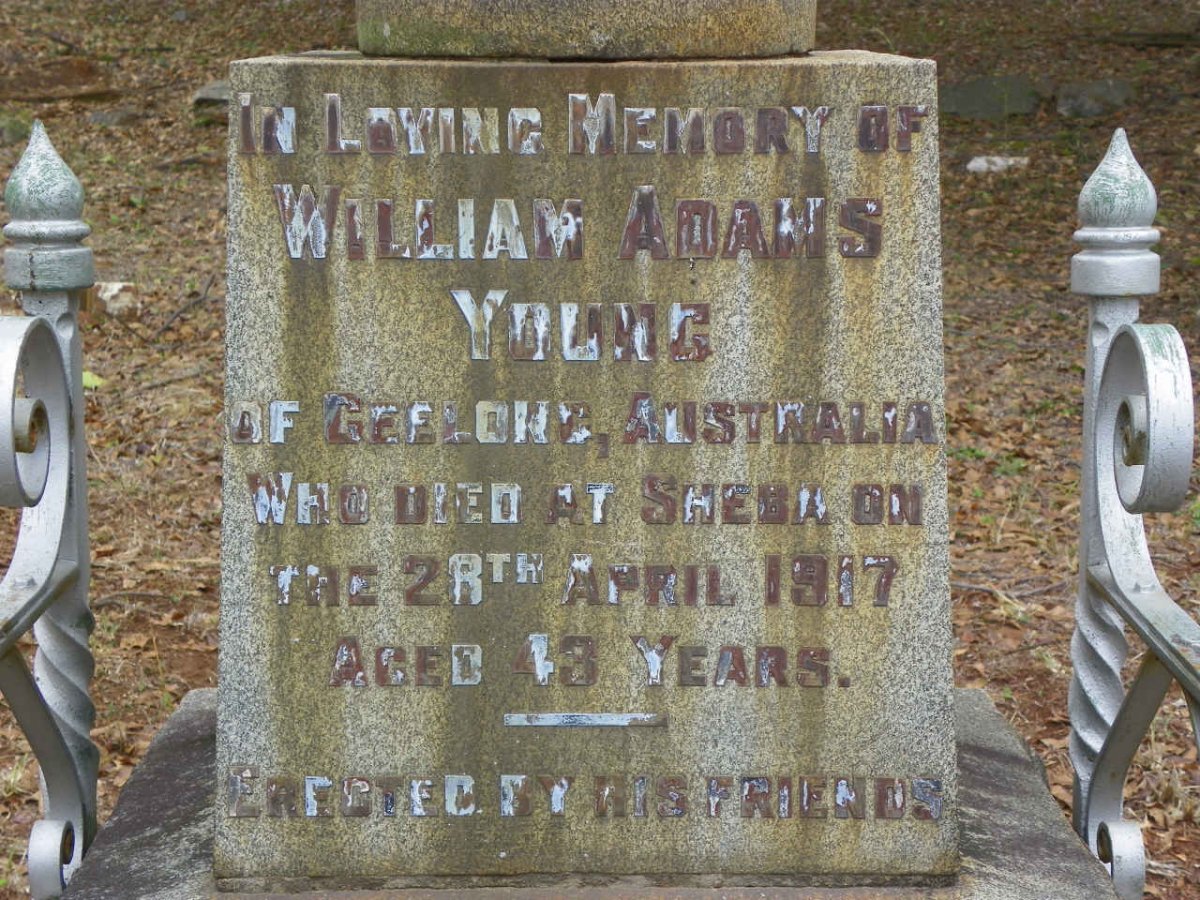 In Loving Memory of
William Adams
Young
of Geelong, Australia
Who died at Sheba on
the 28th April 1917
Aged 43 Years.
Erected by his friends